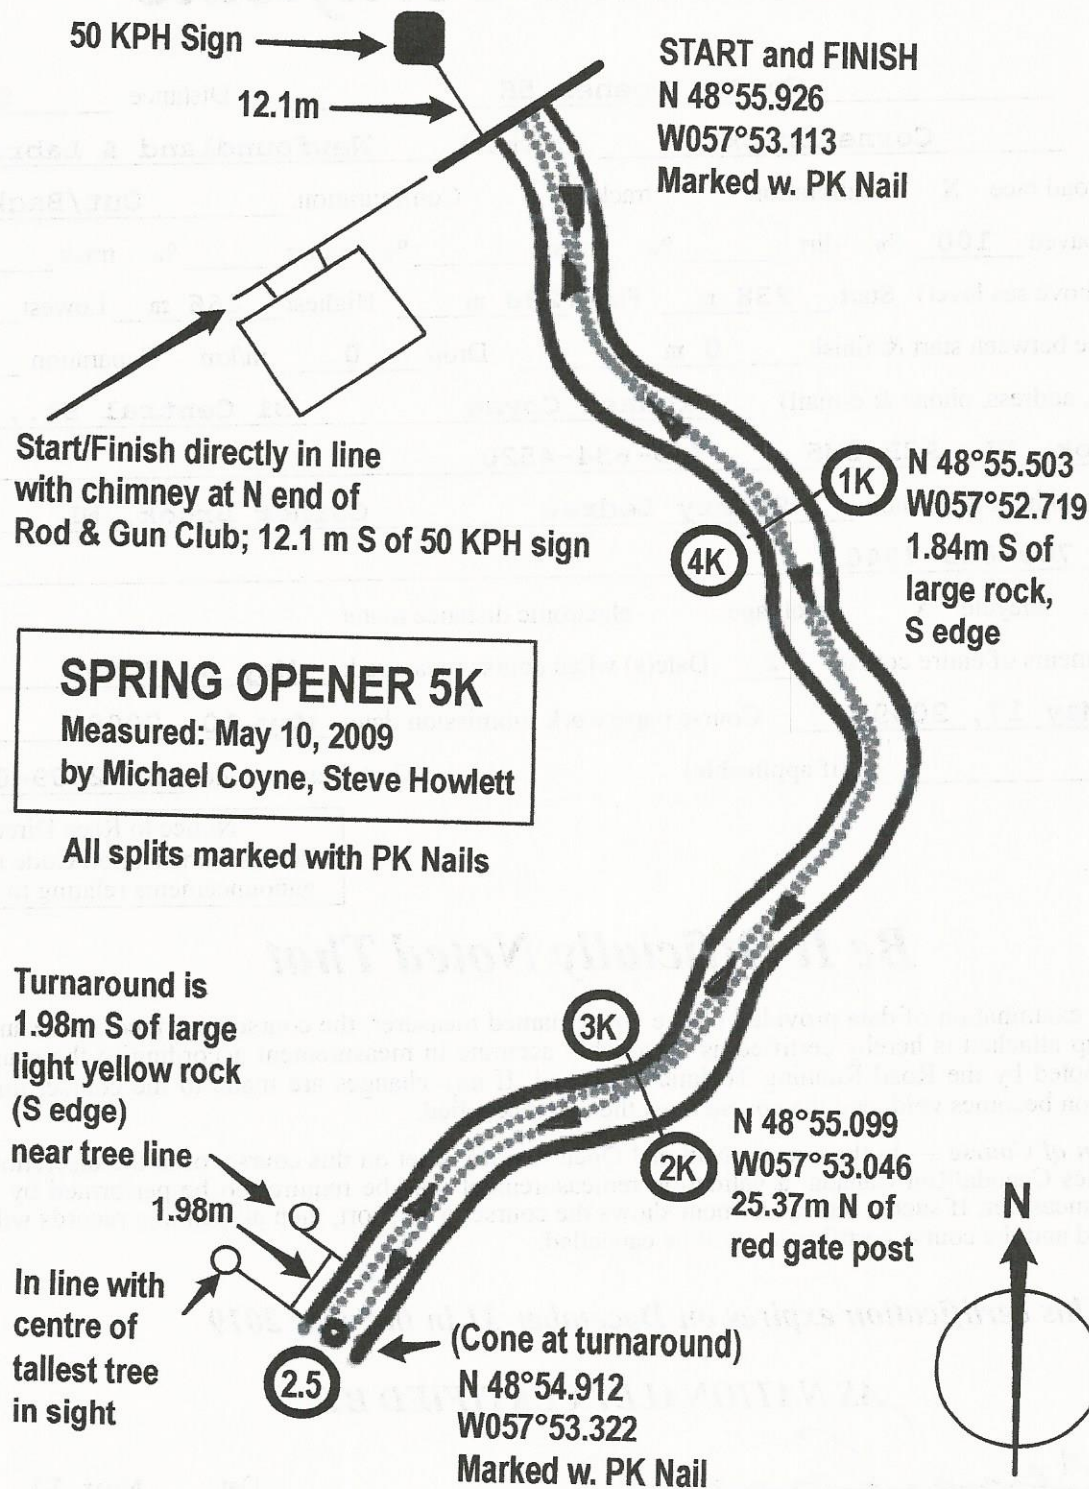 50 KPH Sign
12.1m
START and FINISH
N 48°55.926
W057°53.113
Marked w. PK Nail
Start/Finish directly in line
with chimney at N end of
Rod & Gun Club; 12.1 m S of 50 KPH sign
1K
N 48°55.503
W057°52.719
1.84m S of
large rock,
S edge
4K
SPRING OPENER 5K
Measured: May 10, 2009
by Michael Coyne, Steve Howlett
All splits marked with PK Nails
Turnaround is
1.98m S of large
light yellow rock
(S edge)
near tree line
1.98m
3K
2K
N 48°55.099
W057°53.046
25.37m N of
red gate post
In line with
centre of
tallest tree
in sight
2.5
(Cone at turnaround)
N 48°54.912
W057°53.322
Marked w. PK Nail
N